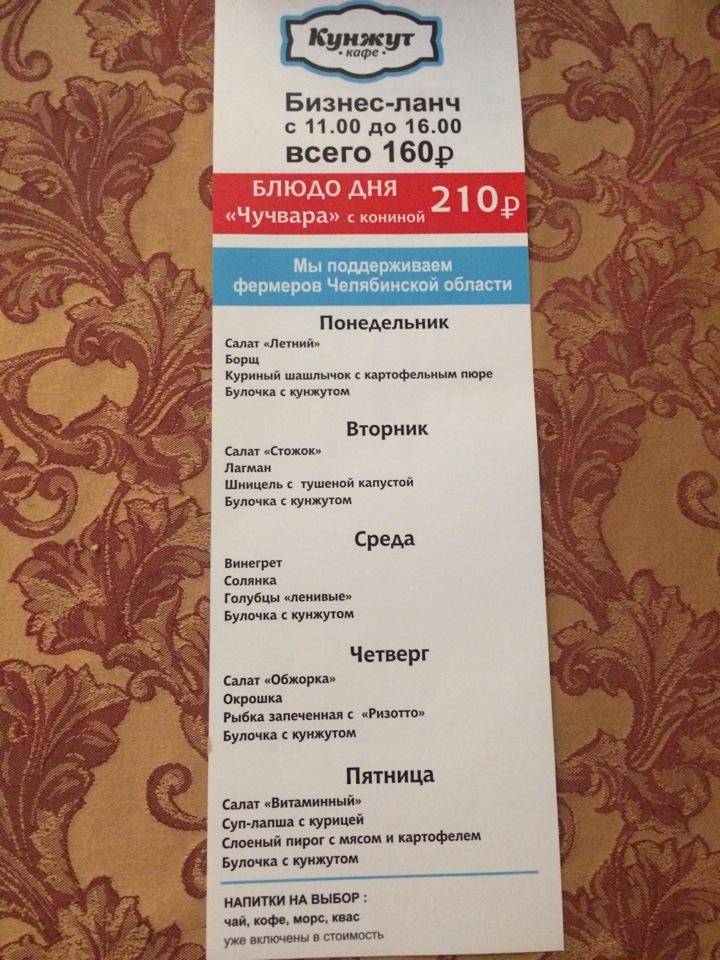 Кунжут
• кафе •
Бизнес-ланч
с 11.00 до 16.00
всего 160₽
БЛЮДО ДНЯ
«Чучвара» с кониной 210₽
Мы поддерживаем
фермеров Челябинской области
Понедельник
Салат «Летний»
Борщ
Куриный шашлычок с картофельным пюре
Булочка с кунжутом
Вторник
Салат «Стожок»
Лагман
Шницель с тушеной капустой
Булочка с кунжутом
Среда
Винегрет
Солянка
Голубцы «ленивые»
Булочка с кунжутом
Четверг
Салат «Обжорка»
Окрошка
Рыбка запеченная с «Ризотто»
Булочка с кунжутом
Пятница
Салат «Витаминный»
Суп-лапша с курицей
Слоеный пирог с мясом и картофелем
Булочка с кунжутом
НАПИТКИ НА ВЫБОР :
чай, кофе, морс, квас
уже включены в стоимость